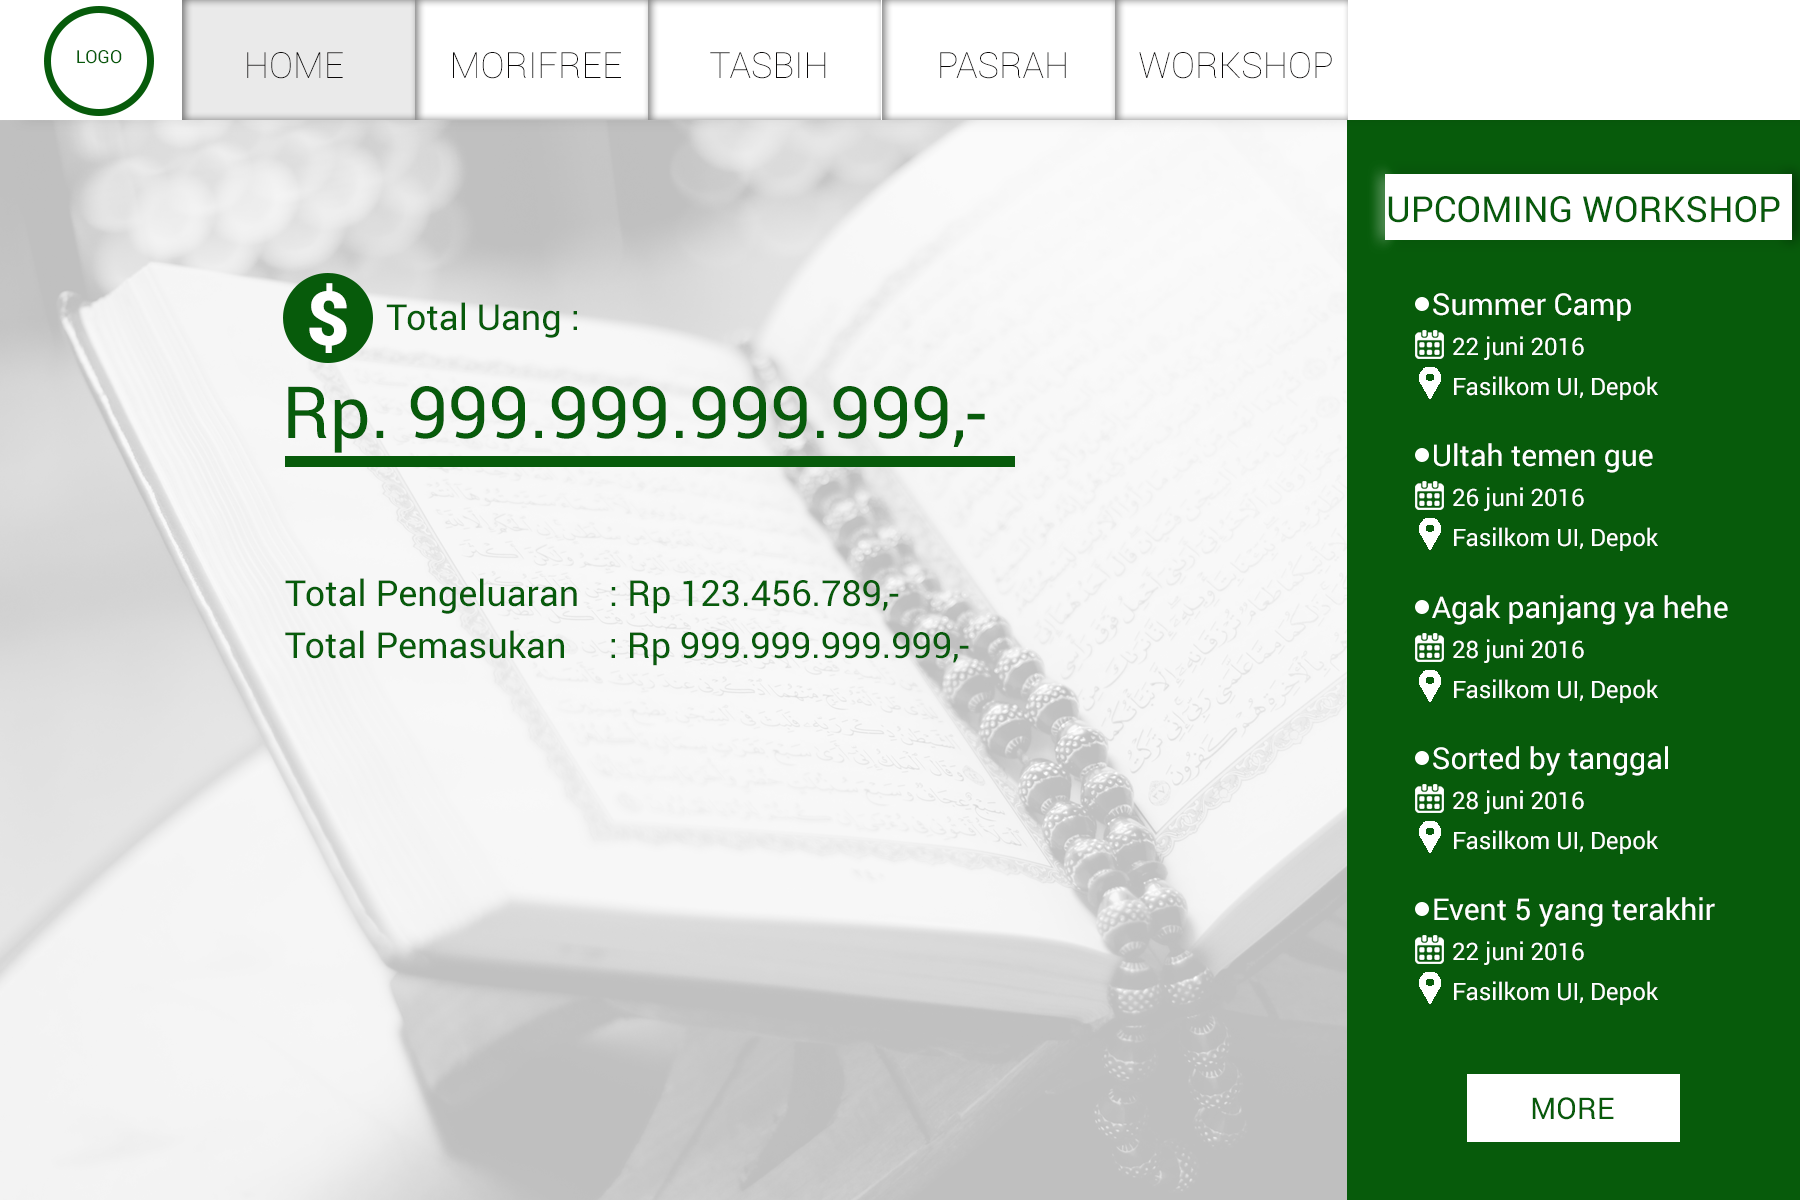 LOGO
HOME
MORIFREE
TASBIH
PASRAH
WORKSHOP
$
Total Uang :
Rp. 999.999.999.999,-
Total Pengeluaran : Rp 123.456.789,-
Total Pemasukan : Rp 999.999.999.999,-
UPCOMING WORKSHOP
Summer Camp
22 juni 2016
Fasilkom UI, Depok
Ultah temen gue
26 juni 2016
Fasilkom UI, Depok
Agak panjang ya hehe
28 juni 2016
Fasilkom UI, Depok
Sorted by tanggal
28 juni 2016
Fasilkom UI, Depok
Event 5 yang terakhir
22 juni 2016
Fasilkom UI, Depok
MORE